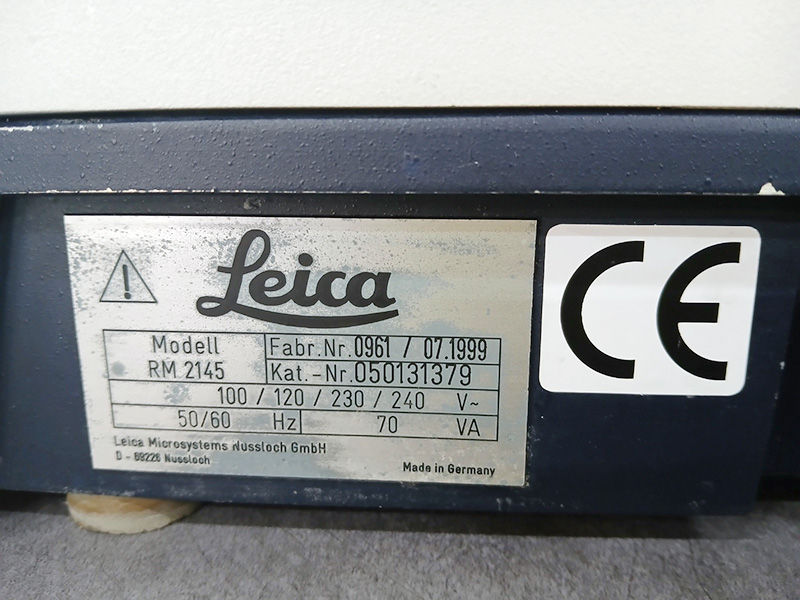 Leica
CE
Modell
RM 2145
Fabr.Nr. 0961 / 07.1999
Kat.-Nr. 050131379
100 / 120 / 230 / 240 V~
50/60 Hz
70 VA
Leica Microsystems Nussloch GmbH
D - 69226 Nussloch
Made in Germany